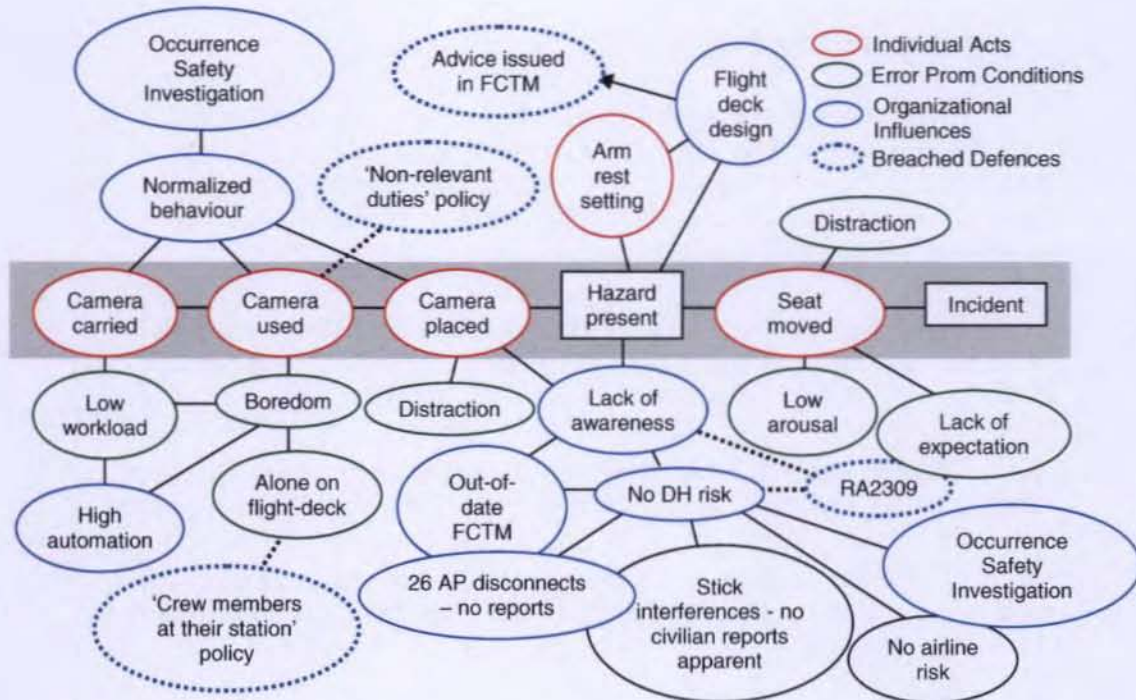 Occurrence
Safety
Investigation
Advice issued
in FCTM
Flight
deck
design
Individual Acts
Error Prom Conditions
Organizational
Influences
Breached Defences
Normalized
behaviour
'Non-relevant
duties' policy
Arm
rest
setting
Distraction
Camera
carried
Camera
used
Camera
placed
Hazard
present
Seat
moved
Incident
Low
workload
Boredom
Distraction
Lack of
awareness
Low
arousal
Lack of
expectation
High
automation
Alone on
flight-deck
Out-of-
date
FCTM
No DH risk
RA2309
'Crew members
at their station'
policy
26 AP disconnects
– no reports
Stick
interferences - no
civilian reports
apparent
No airline
risk
Occurrence
Safety
Investigation